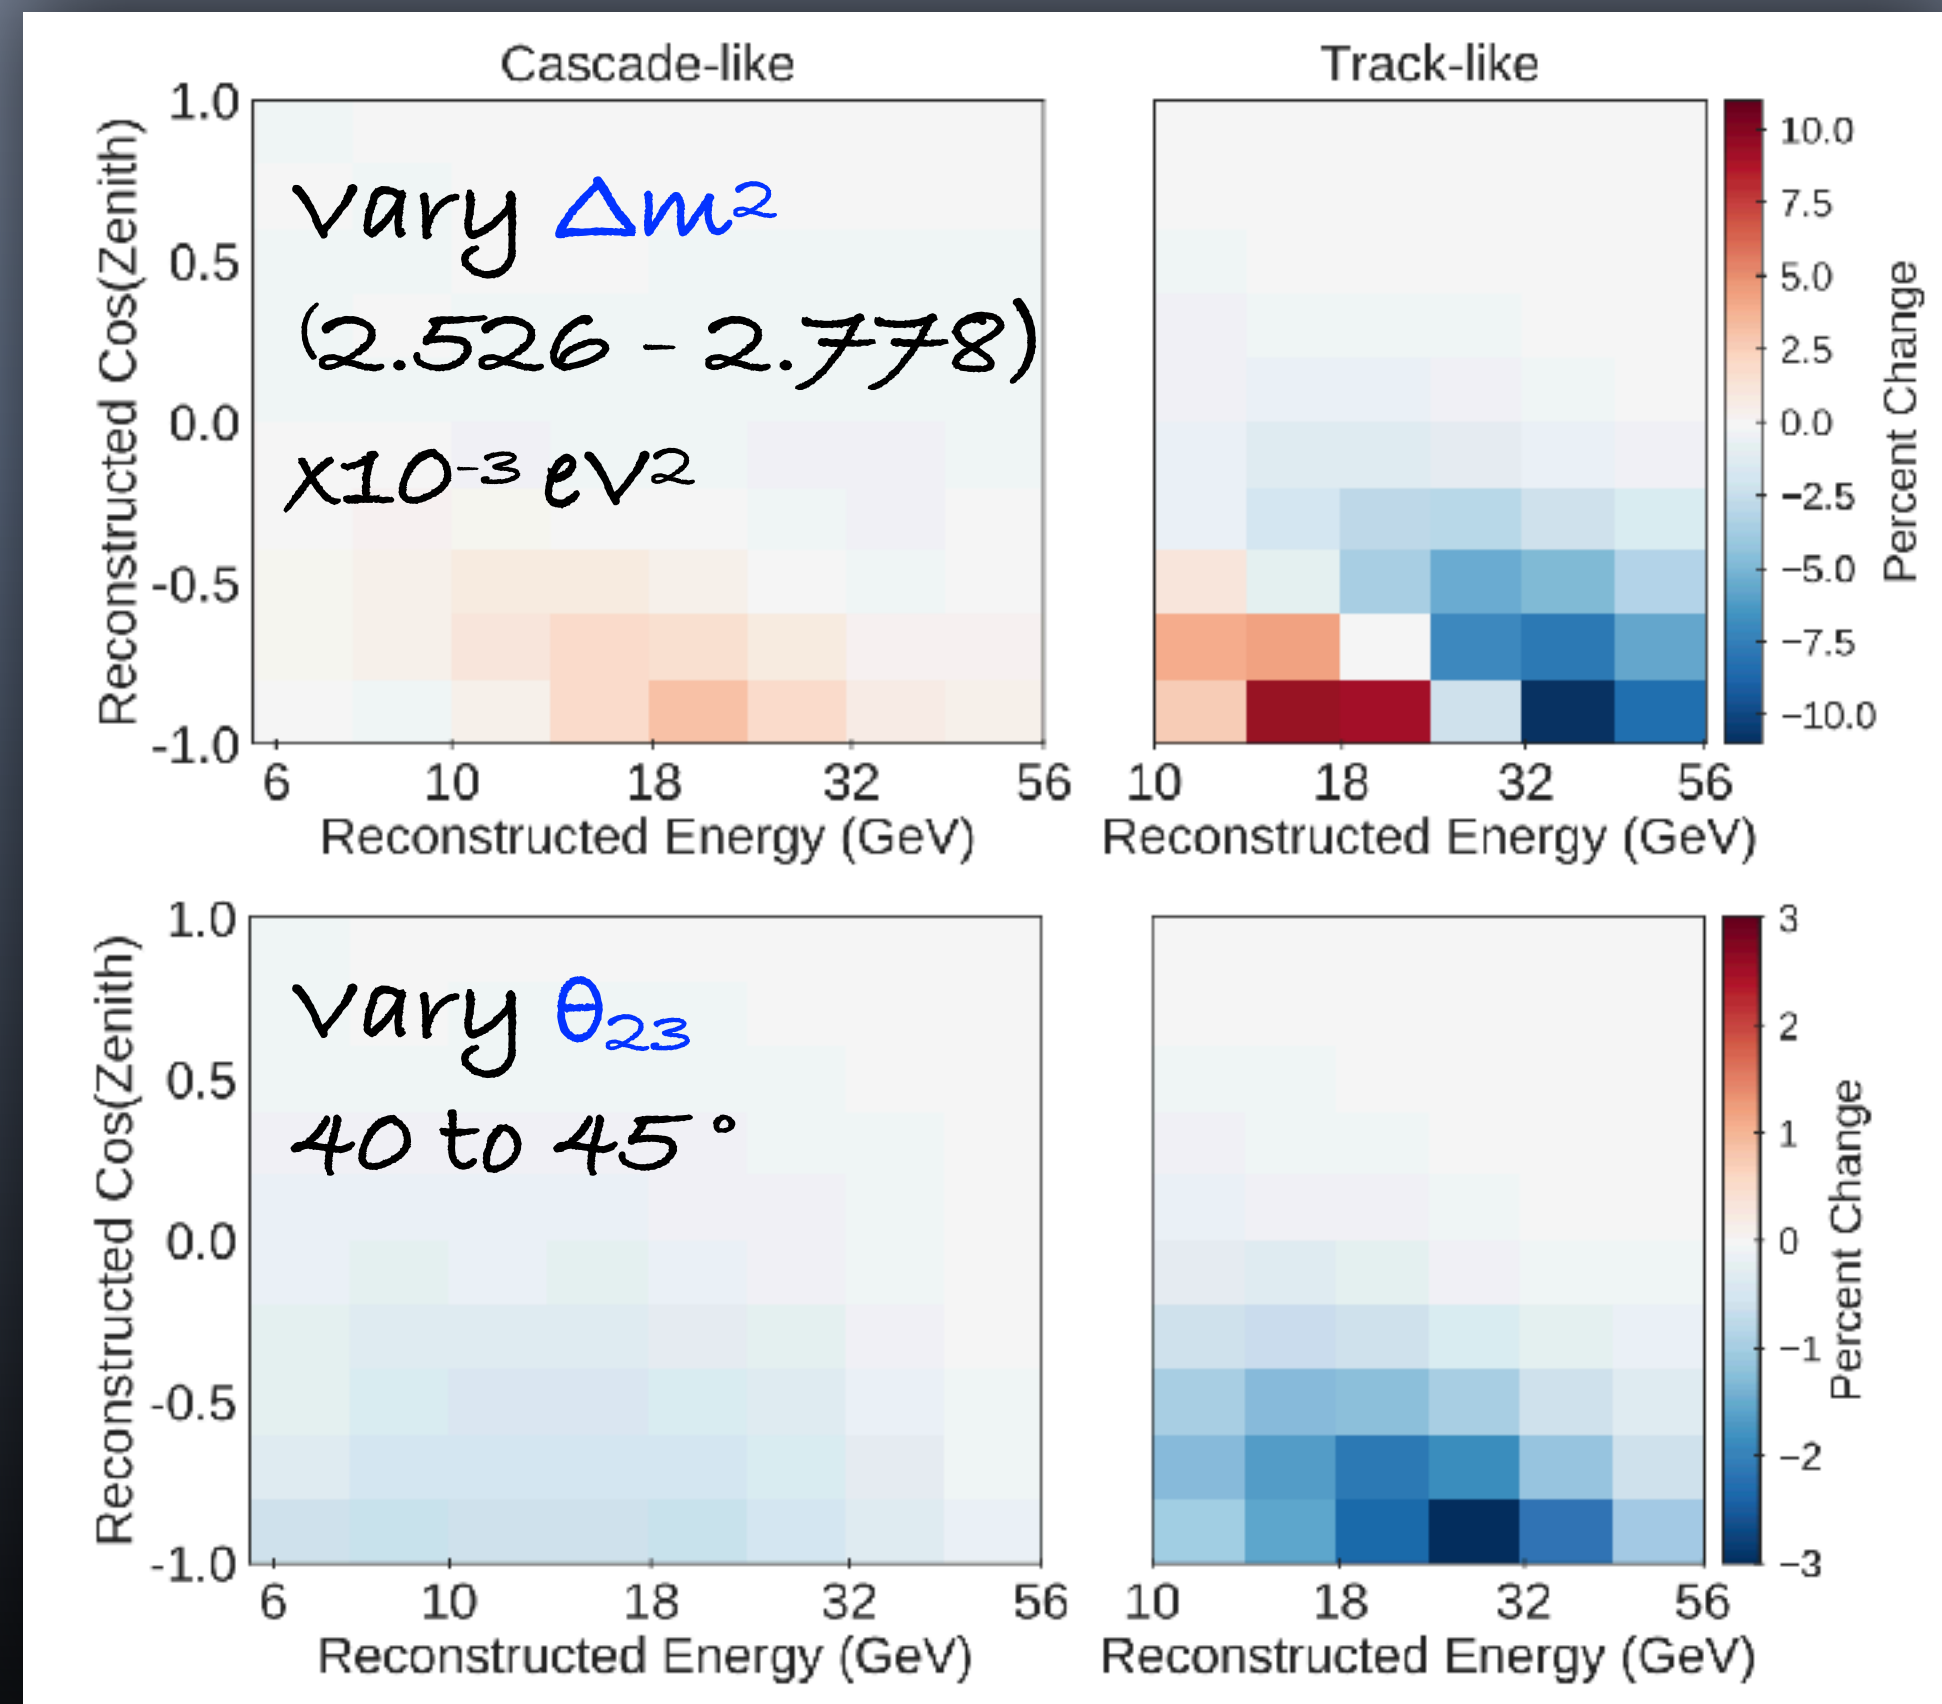 Cascade-like
Track-like
Reconstructed Cos(Zenith)
1.0
0.5
0.0
-0.5
-1.0
vary Δm²
(2.526 - 2.778)
x10⁻³ eV²
6 10 18 32 56
Reconstructed Energy (GeV)
10 18 32 56
Reconstructed Energy (GeV)
10.0
7.5
5.0
2.5
0.0
−2.5
−5.0
−7.5
−10.0
Percent Change
Reconstructed Cos(Zenith)
1.0
0.5
0.0
-0.5
-1.0
vary θ₂₃
40 to 45°
6 10 18 32 56
Reconstructed Energy (GeV)
10 18 32 56
Reconstructed Energy (GeV)
3
2
1
0
−1
−2
−3
Percent Change